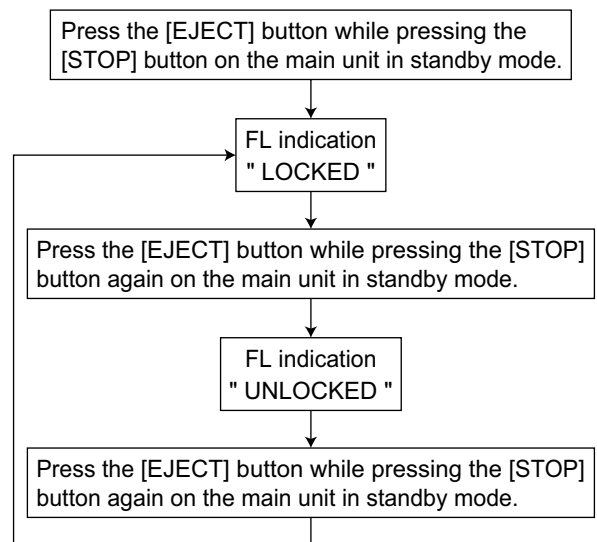 Press the [EJECT] button while pressing the
[STOP] button on the main unit in standby mode.
FL indication
" LOCKED "
Press the [EJECT] button while pressing the [STOP]
button again on the main unit in standby mode.
FL indication
" UNLOCKED "
Press the [EJECT] button while pressing the [STOP]
button again on the main unit in standby mode.